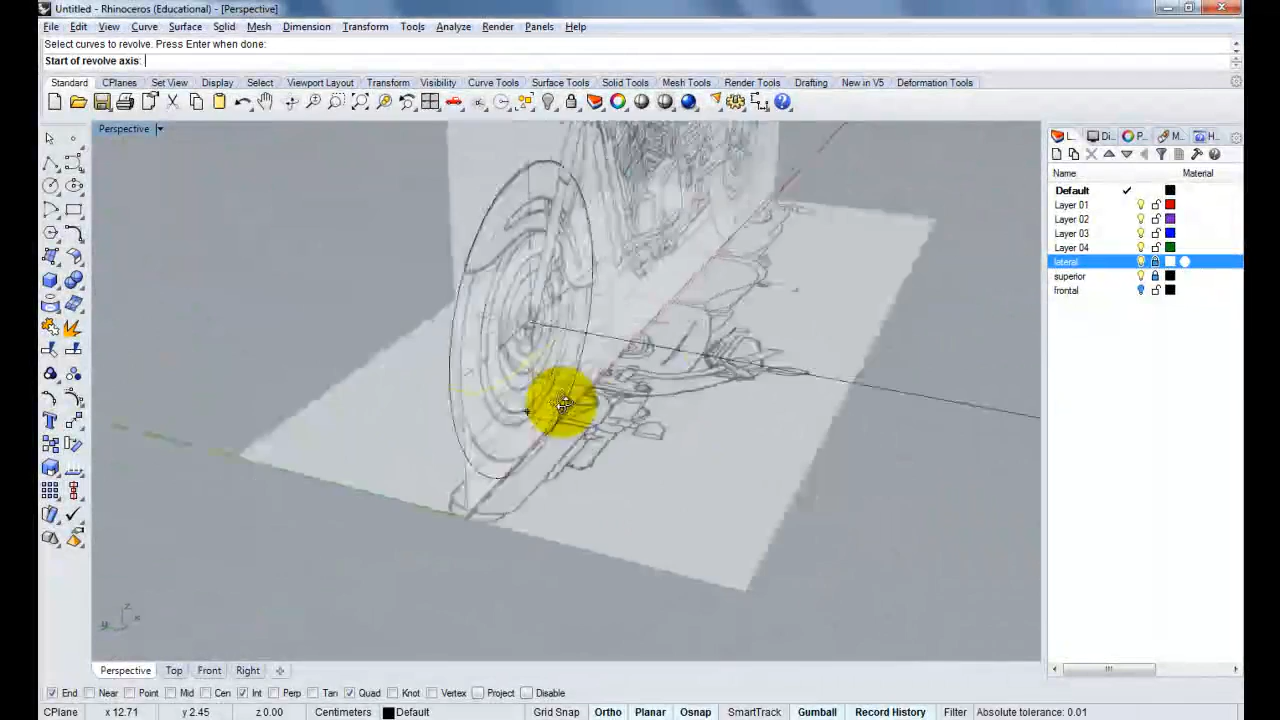 Untitled - Rhinoceros (Educational) - [Perspective]
File Edit View Curve Surface Solid Mesh Dimension Transform Tools Analyze Render Panels Help
Select curves to revolve. Press Enter when done:
Start of revolve axis:
Standard CPlanes Set View Display Select Viewport Layout Transform Visibility Curve Tools Surface Tools Solid Tools Mesh Tools Render Tools Drafting New in V5 Deformation Tools
Perspective
L... Di... P... M... H...
Name Material
Default
Layer 01
Layer 02
Layer 03
Layer 04
lateral
superior
frontal
z
y x
Perspective Top Front Right
End Near Point Mid Cen Int Perp Tan Quad Knot Vertex Project Disable
CPlane x 12.71 y 2.45 z 0.00 Centimeters Default Grid Snap Ortho Planar Osnap SmartTrack Gumball Record History Filter Absolute tolerance: 0.01